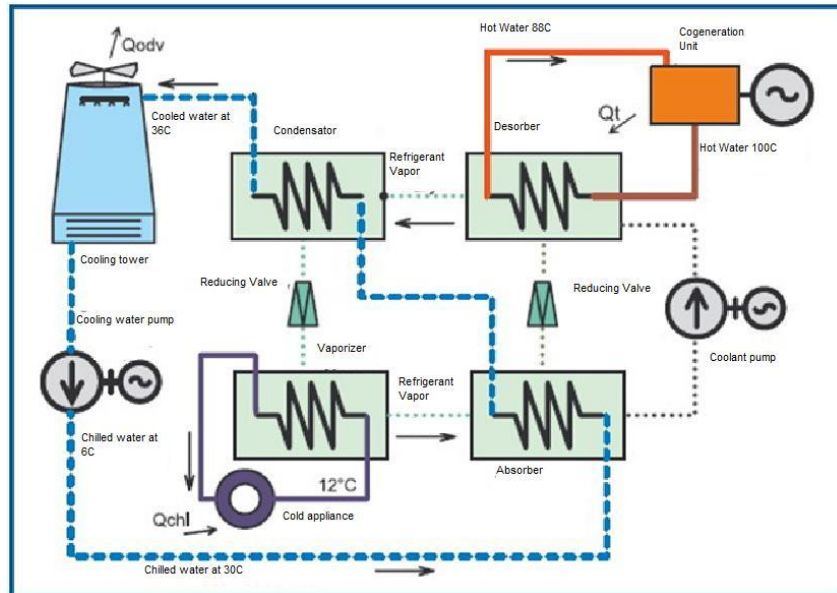 Qodv
Hot Water 88C
Cogeneration
Unit
Cooled water at
36C
Condensator
Desorber
Qt
Refrigerant
Vapor
Hot Water 100C
Cooling tower
Reducing Valve
Reducing Valve
Cooling water pump
Vaporizer
Coolant pump
Refrigerant
Vapor
Chilled water at
6C
Absorber
12°C
Qchl
Cold appliance
Chilled water at 30C